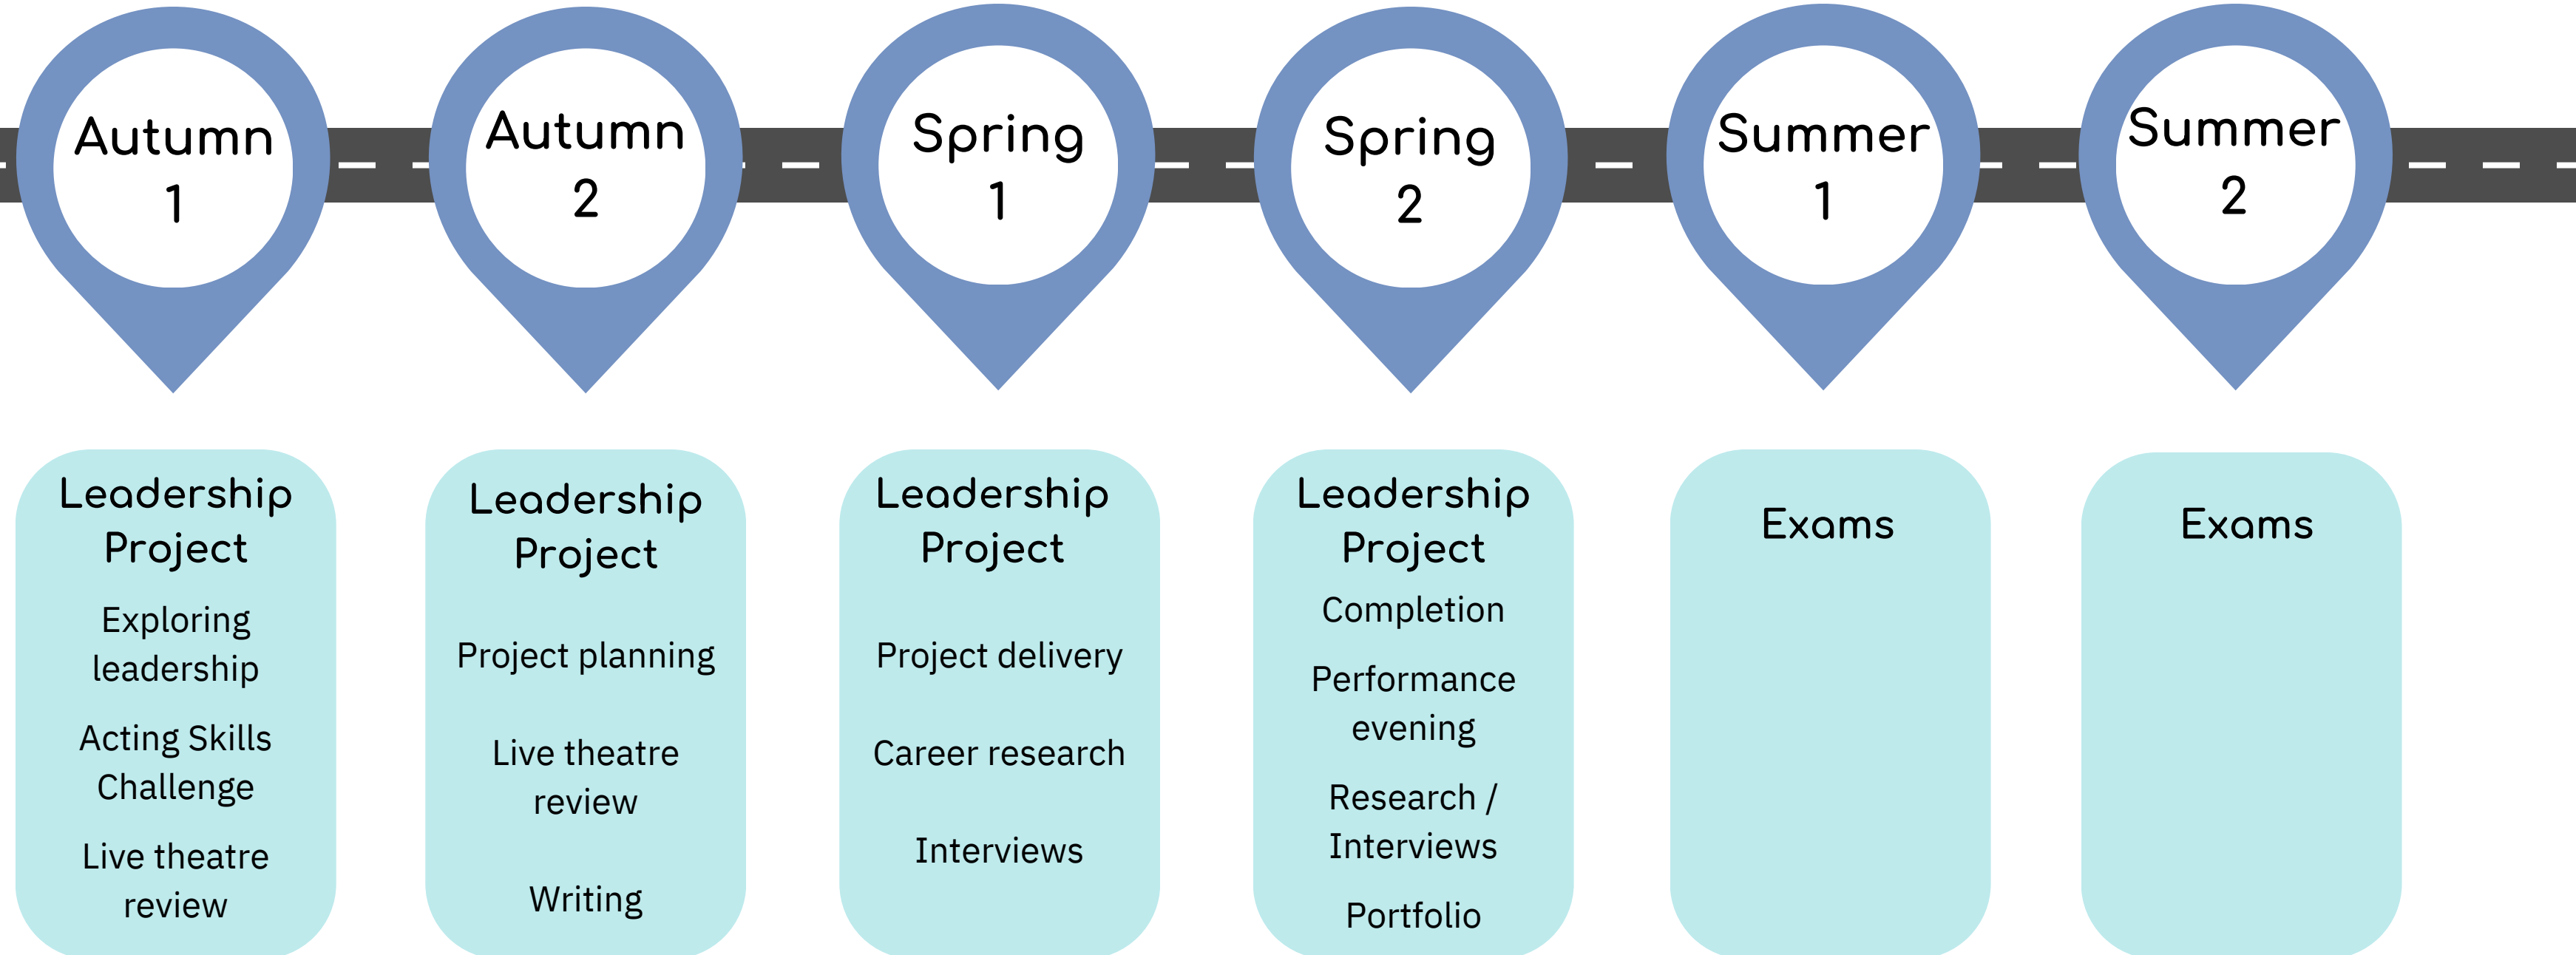 Autumn
1
Autumn
2
Spring
1
Spring
2
Summer
1
Summer
2
Leadership
Project
Exploring
leadership
Acting Skills
Challenge
Live theatre
review
Leadership
Project
Project planning
Live theatre
review
Writing
Leadership
Project
Project delivery
Career research
Interviews
Leadership
Project
Completion
Performance
evening
Research /
Interviews
Portfolio
Exams
Exams